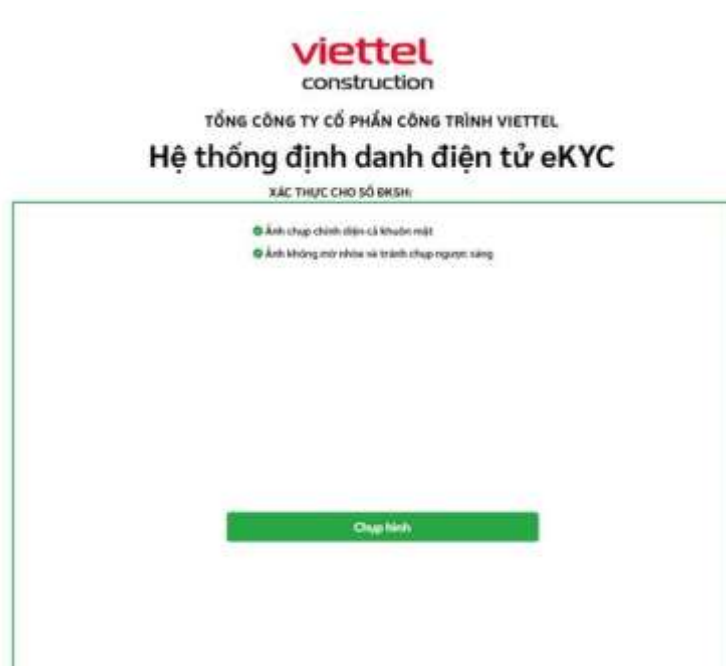 viettel
construction
TỔNG CÔNG TY CỔ PHẦN CÔNG TRÌNH VIETTEL
Hệ thống định danh điện tử eKYC
XÁC THỰC CHO SỐ ĐKSH:
Ảnh chụp chính diện cả khuôn mặt
Ảnh không mờ nhòe và tránh chụp ngược sáng
Chụp hình